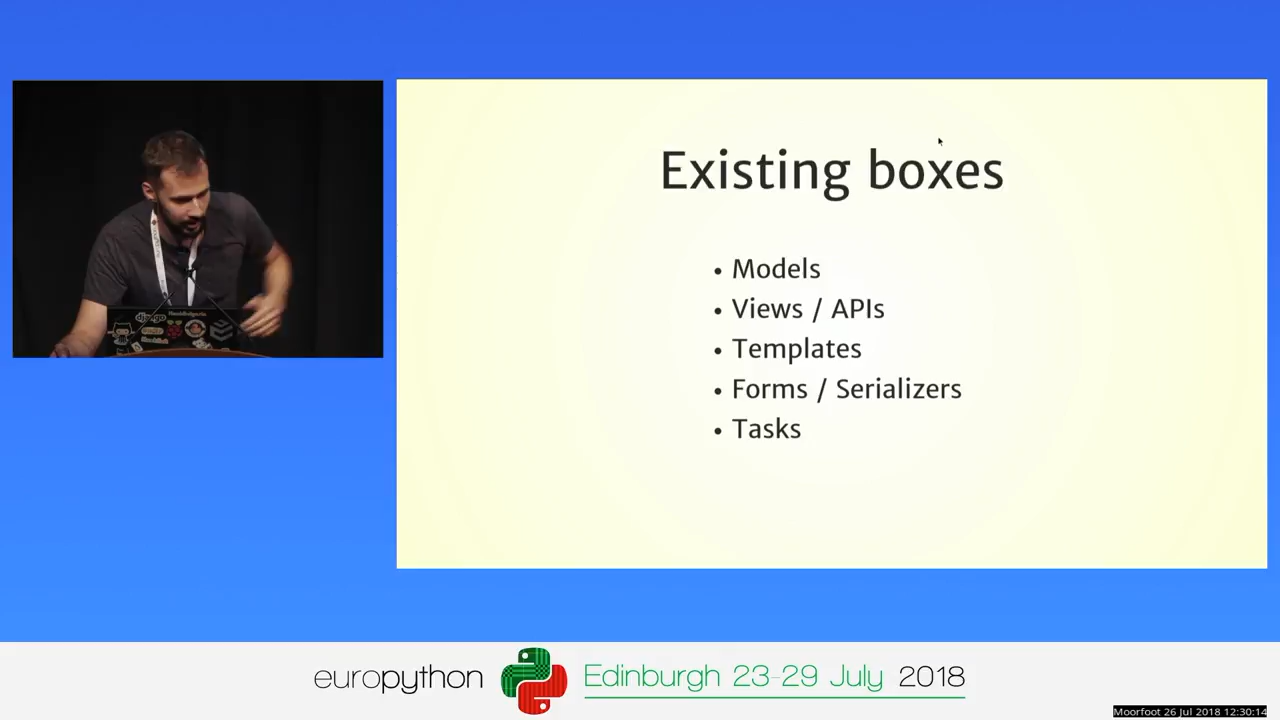 Existing boxes
• Models
• Views / APIs
• Templates
• Forms / Serializers
• Tasks
django
europython
Edinburgh 23-29 July 2018
Moorfoot 26 Jul 2018 12:30:14